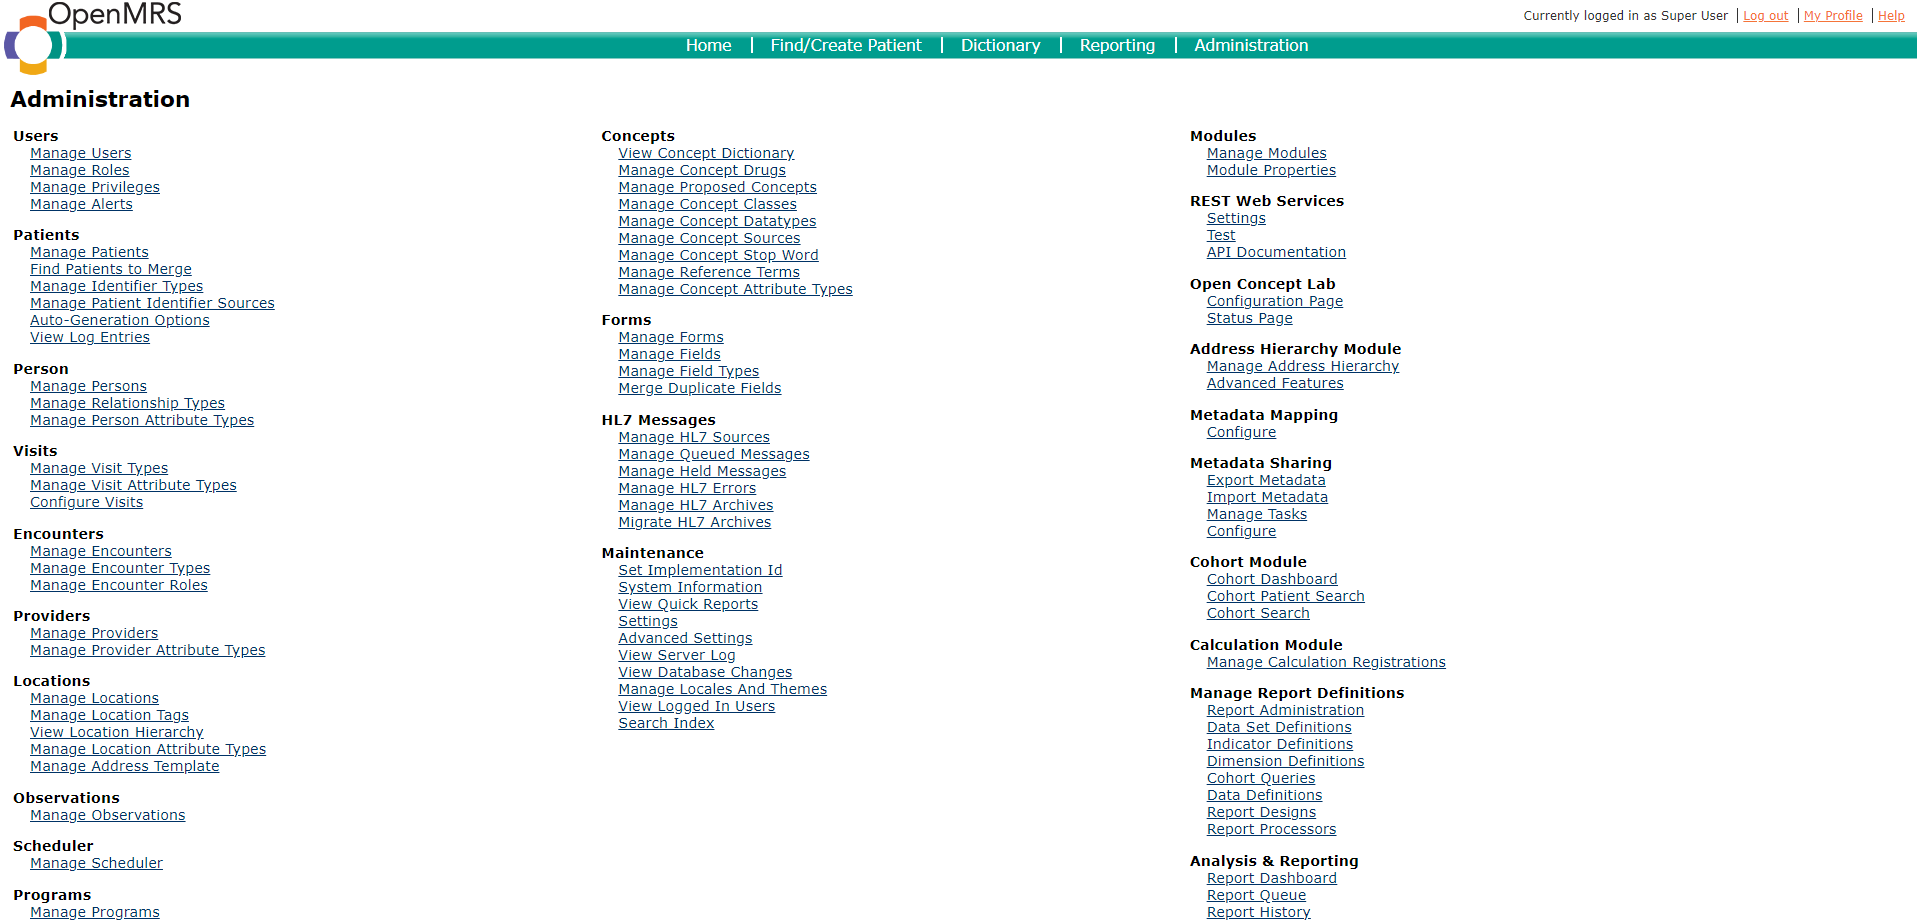 OpenMRS
Currently logged in as Super User | Log out | My Profile | Help
Home | Find/Create Patient | Dictionary | Reporting | Administration
Administration
Users
Manage Users
Manage Roles
Manage Privileges
Manage Alerts
Patients
Manage Patients
Find Patients to Merge
Manage Identifier Types
Manage Patient Identifier Sources
Auto-Generation Options
View Log Entries
Person
Manage Persons
Manage Relationship Types
Manage Person Attribute Types
Visits
Manage Visit Types
Manage Visit Attribute Types
Configure Visits
Encounters
Manage Encounters
Manage Encounter Types
Manage Encounter Roles
Providers
Manage Providers
Manage Provider Attribute Types
Locations
Manage Locations
Manage Location Tags
View Location Hierarchy
Manage Location Attribute Types
Manage Address Template
Observations
Manage Observations
Scheduler
Manage Scheduler
Programs
Manage Programs
Concepts
View Concept Dictionary
Manage Concept Drugs
Manage Proposed Concepts
Manage Concept Classes
Manage Concept Datatypes
Manage Concept Sources
Manage Concept Stop Word
Manage Reference Terms
Manage Concept Attribute Types
Forms
Manage Forms
Manage Fields
Manage Field Types
Merge Duplicate Fields
HL7 Messages
Manage HL7 Sources
Manage Queued Messages
Manage Held Messages
Manage HL7 Errors
Manage HL7 Archives
Migrate HL7 Archives
Maintenance
Set Implementation Id
System Information
View Quick Reports
Settings
Advanced Settings
View Server Log
View Database Changes
Manage Locales And Themes
View Logged In Users
Search Index
Modules
Manage Modules
Module Properties
REST Web Services
Settings
Test
API Documentation
Open Concept Lab
Configuration Page
Status Page
Address Hierarchy Module
Manage Address Hierarchy
Advanced Features
Metadata Mapping
Configure
Metadata Sharing
Export Metadata
Import Metadata
Manage Tasks
Configure
Cohort Module
Cohort Dashboard
Cohort Patient Search
Cohort Search
Calculation Module
Manage Calculation Registrations
Manage Report Definitions
Report Administration
Data Set Definitions
Indicator Definitions
Dimension Definitions
Cohort Queries
Data Definitions
Report Designs
Report Processors
Analysis & Reporting
Report Dashboard
Report Queue
Report History